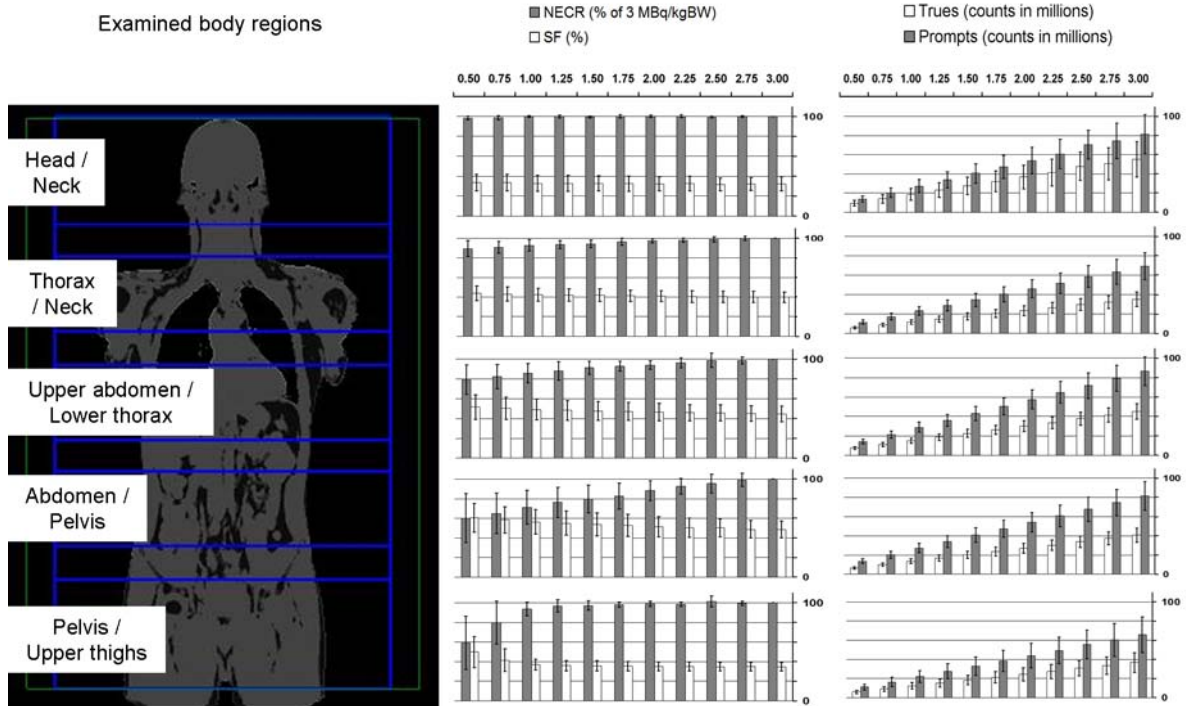 Examined body regions
NECR (% of 3 MBq/kgBW)
SF (%)
Trues (counts in millions)
Prompts (counts in millions)
0.50 0.75 1.00 1.25 1.50 1.75 2.00 2.25 2.50 2.75 3.00
0.50 0.75 1.00 1.25 1.50 1.75 2.00 2.25 2.50 2.75 3.00
Head /
Neck
100
0
100
0
Thorax
/ Neck
100
0
100
0
Upper abdomen /
Lower thorax
100
0
100
0
Abdomen /
Pelvis
100
0
100
0
Pelvis /
Upper thighs
100
0
100
0